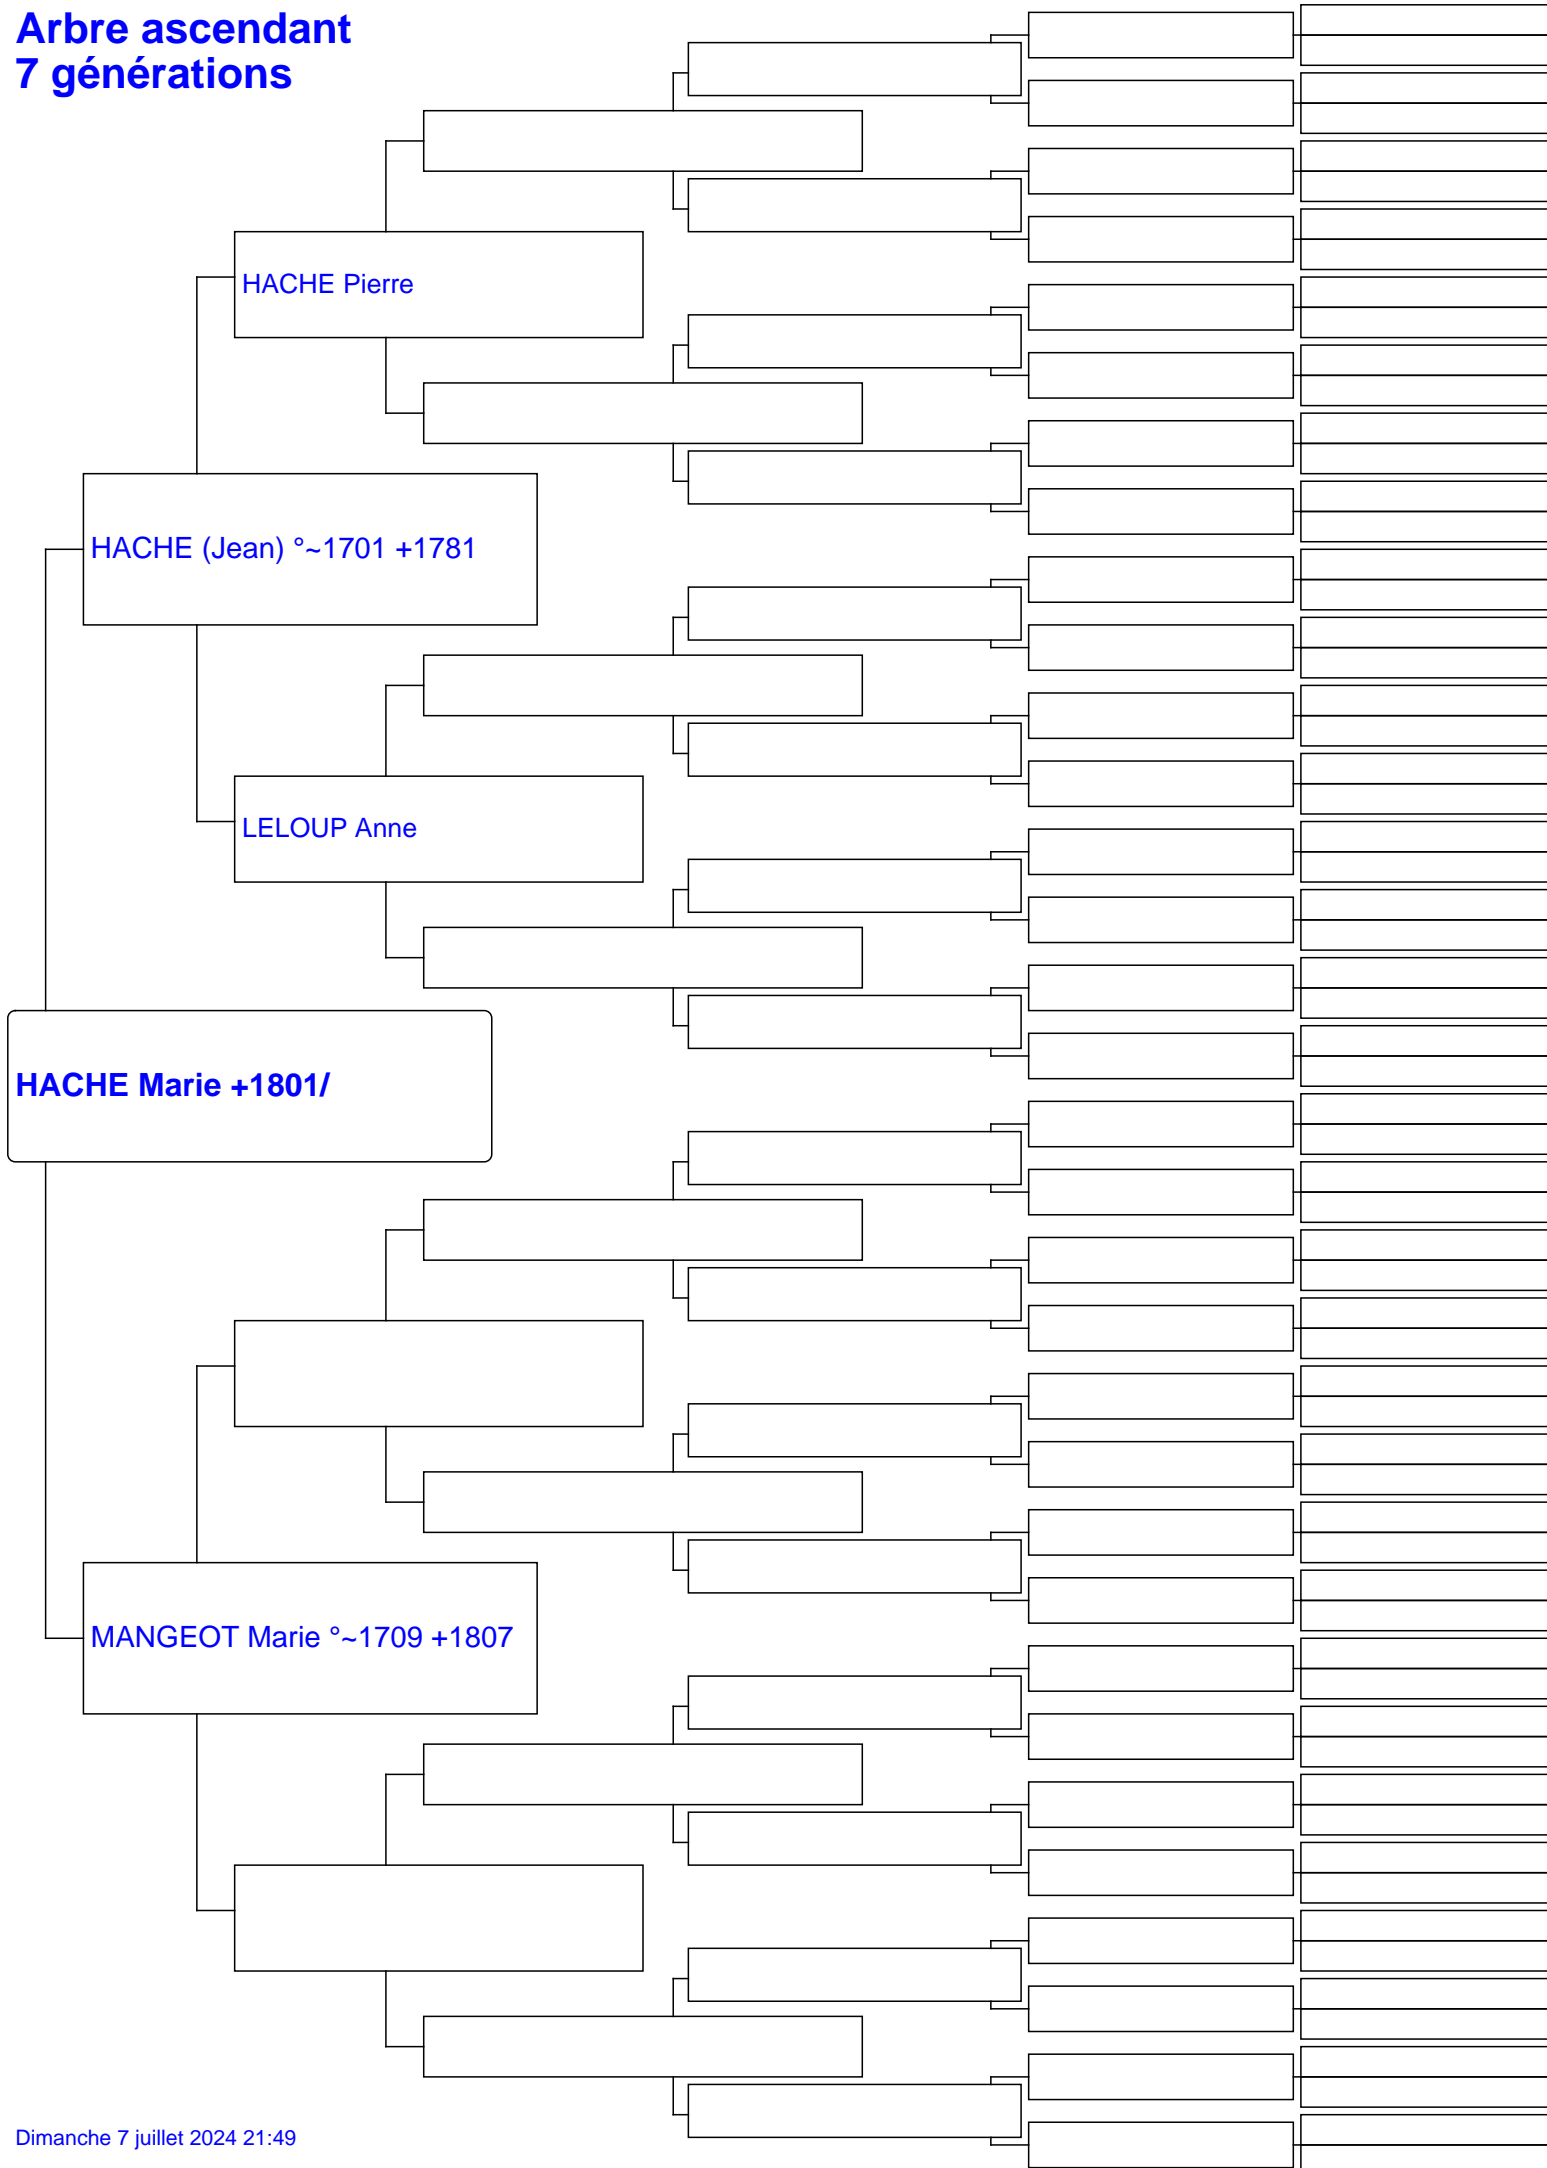 Arbre ascendant
7 générations
HACHE Pierre
HACHE (Jean) °~1701 +1781
LELOUP Anne
HACHE Marie +1801/
MANGEOT Marie °~1709 +1807
Dimanche 7 juillet 2024 21:49